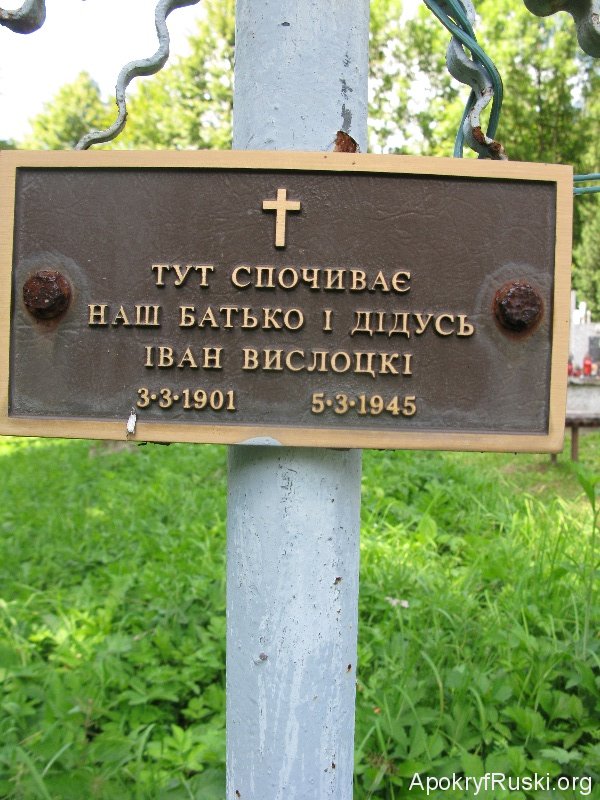 ТУТ СПОЧИВАЄ
НАШ БАТЬКО І ДІДУСЬ
ІВАН ВИСЛОЦКІ
3·3·1901 5·3·1945
ApokryfRuski.org